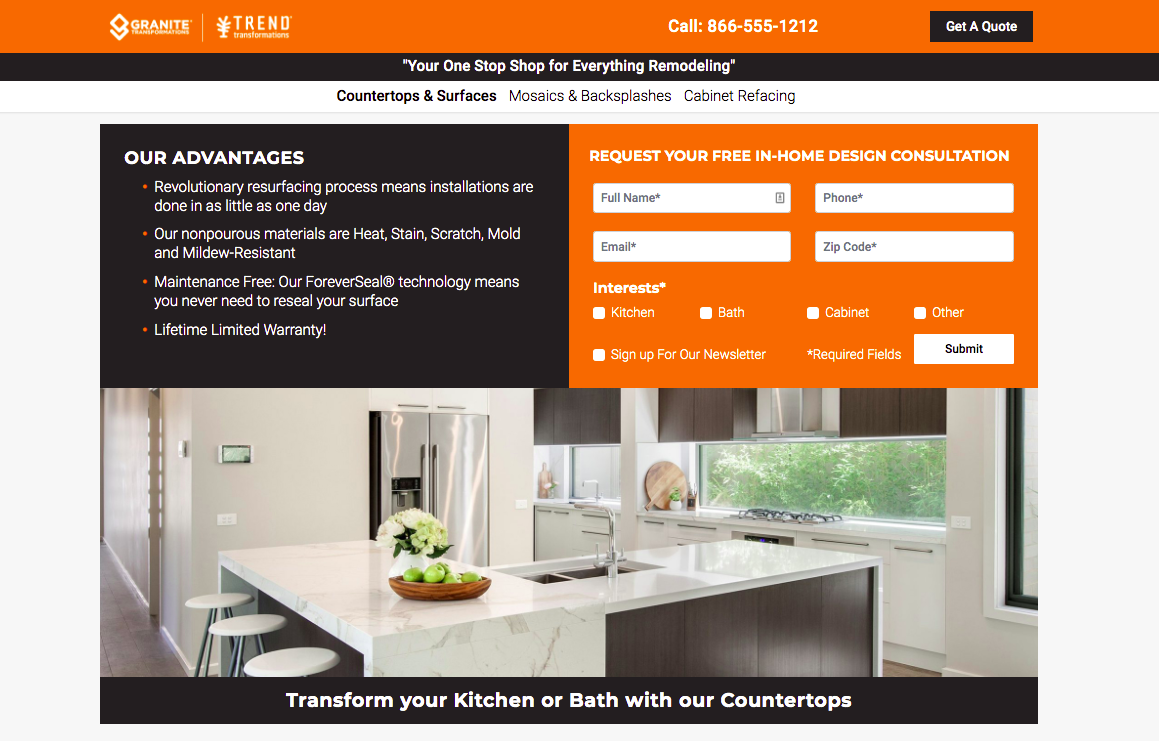 GRANITE
TRANSFORMATIONS
TREND
transformations
Call: 866-555-1212
Get A Quote
"Your One Stop Shop for Everything Remodeling"
Countertops & Surfaces Mosaics & Backsplashes Cabinet Refacing
OUR ADVANTAGES
• Revolutionary resurfacing process means installations are
done in as little as one day
• Our nonpourous materials are Heat, Stain, Scratch, Mold
and Mildew-Resistant
• Maintenance Free: Our ForeverSeal® technology means
you never need to reseal your surface
• Lifetime Limited Warranty!
REQUEST YOUR FREE IN-HOME DESIGN CONSULTATION
Full Name* Phone*
Email* Zip Code*
Interests*
Kitchen Bath Cabinet Other
Sign up For Our Newsletter *Required Fields Submit
Transform your Kitchen or Bath with our Countertops